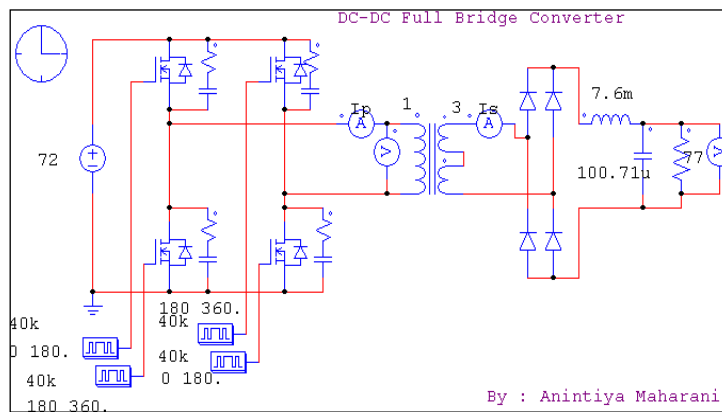 DC-DC Full Bridge Converter
7.6m
Ip
1
3
Is
A
A
V
V
72
77
100.71u
180 360.
40k
40k
0 180.
40k
0 180.
40k
180 360.
By : Anintiya Maharani